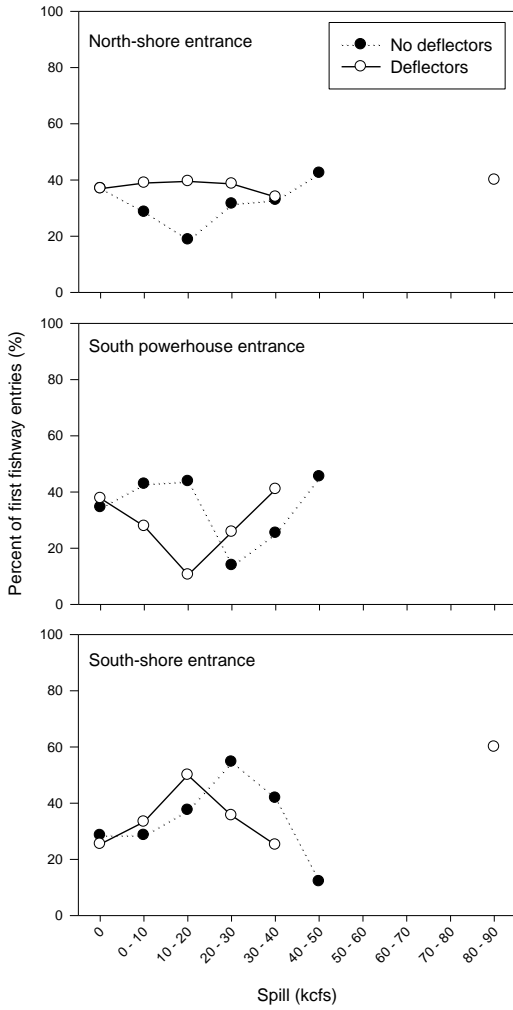 100
80
60
40
20
0
North-shore entrance
No deflectors
Deflectors
Percent of first fishway entries (%)
100
80
60
40
20
0
South powerhouse entrance
100
80
60
40
20
0
South-shore entrance
0
0 - 10
10 - 20
20 - 30
30 - 40
40 - 50
50 - 60
60 - 70
70 - 80
80 - 90
Spill (kcfs)